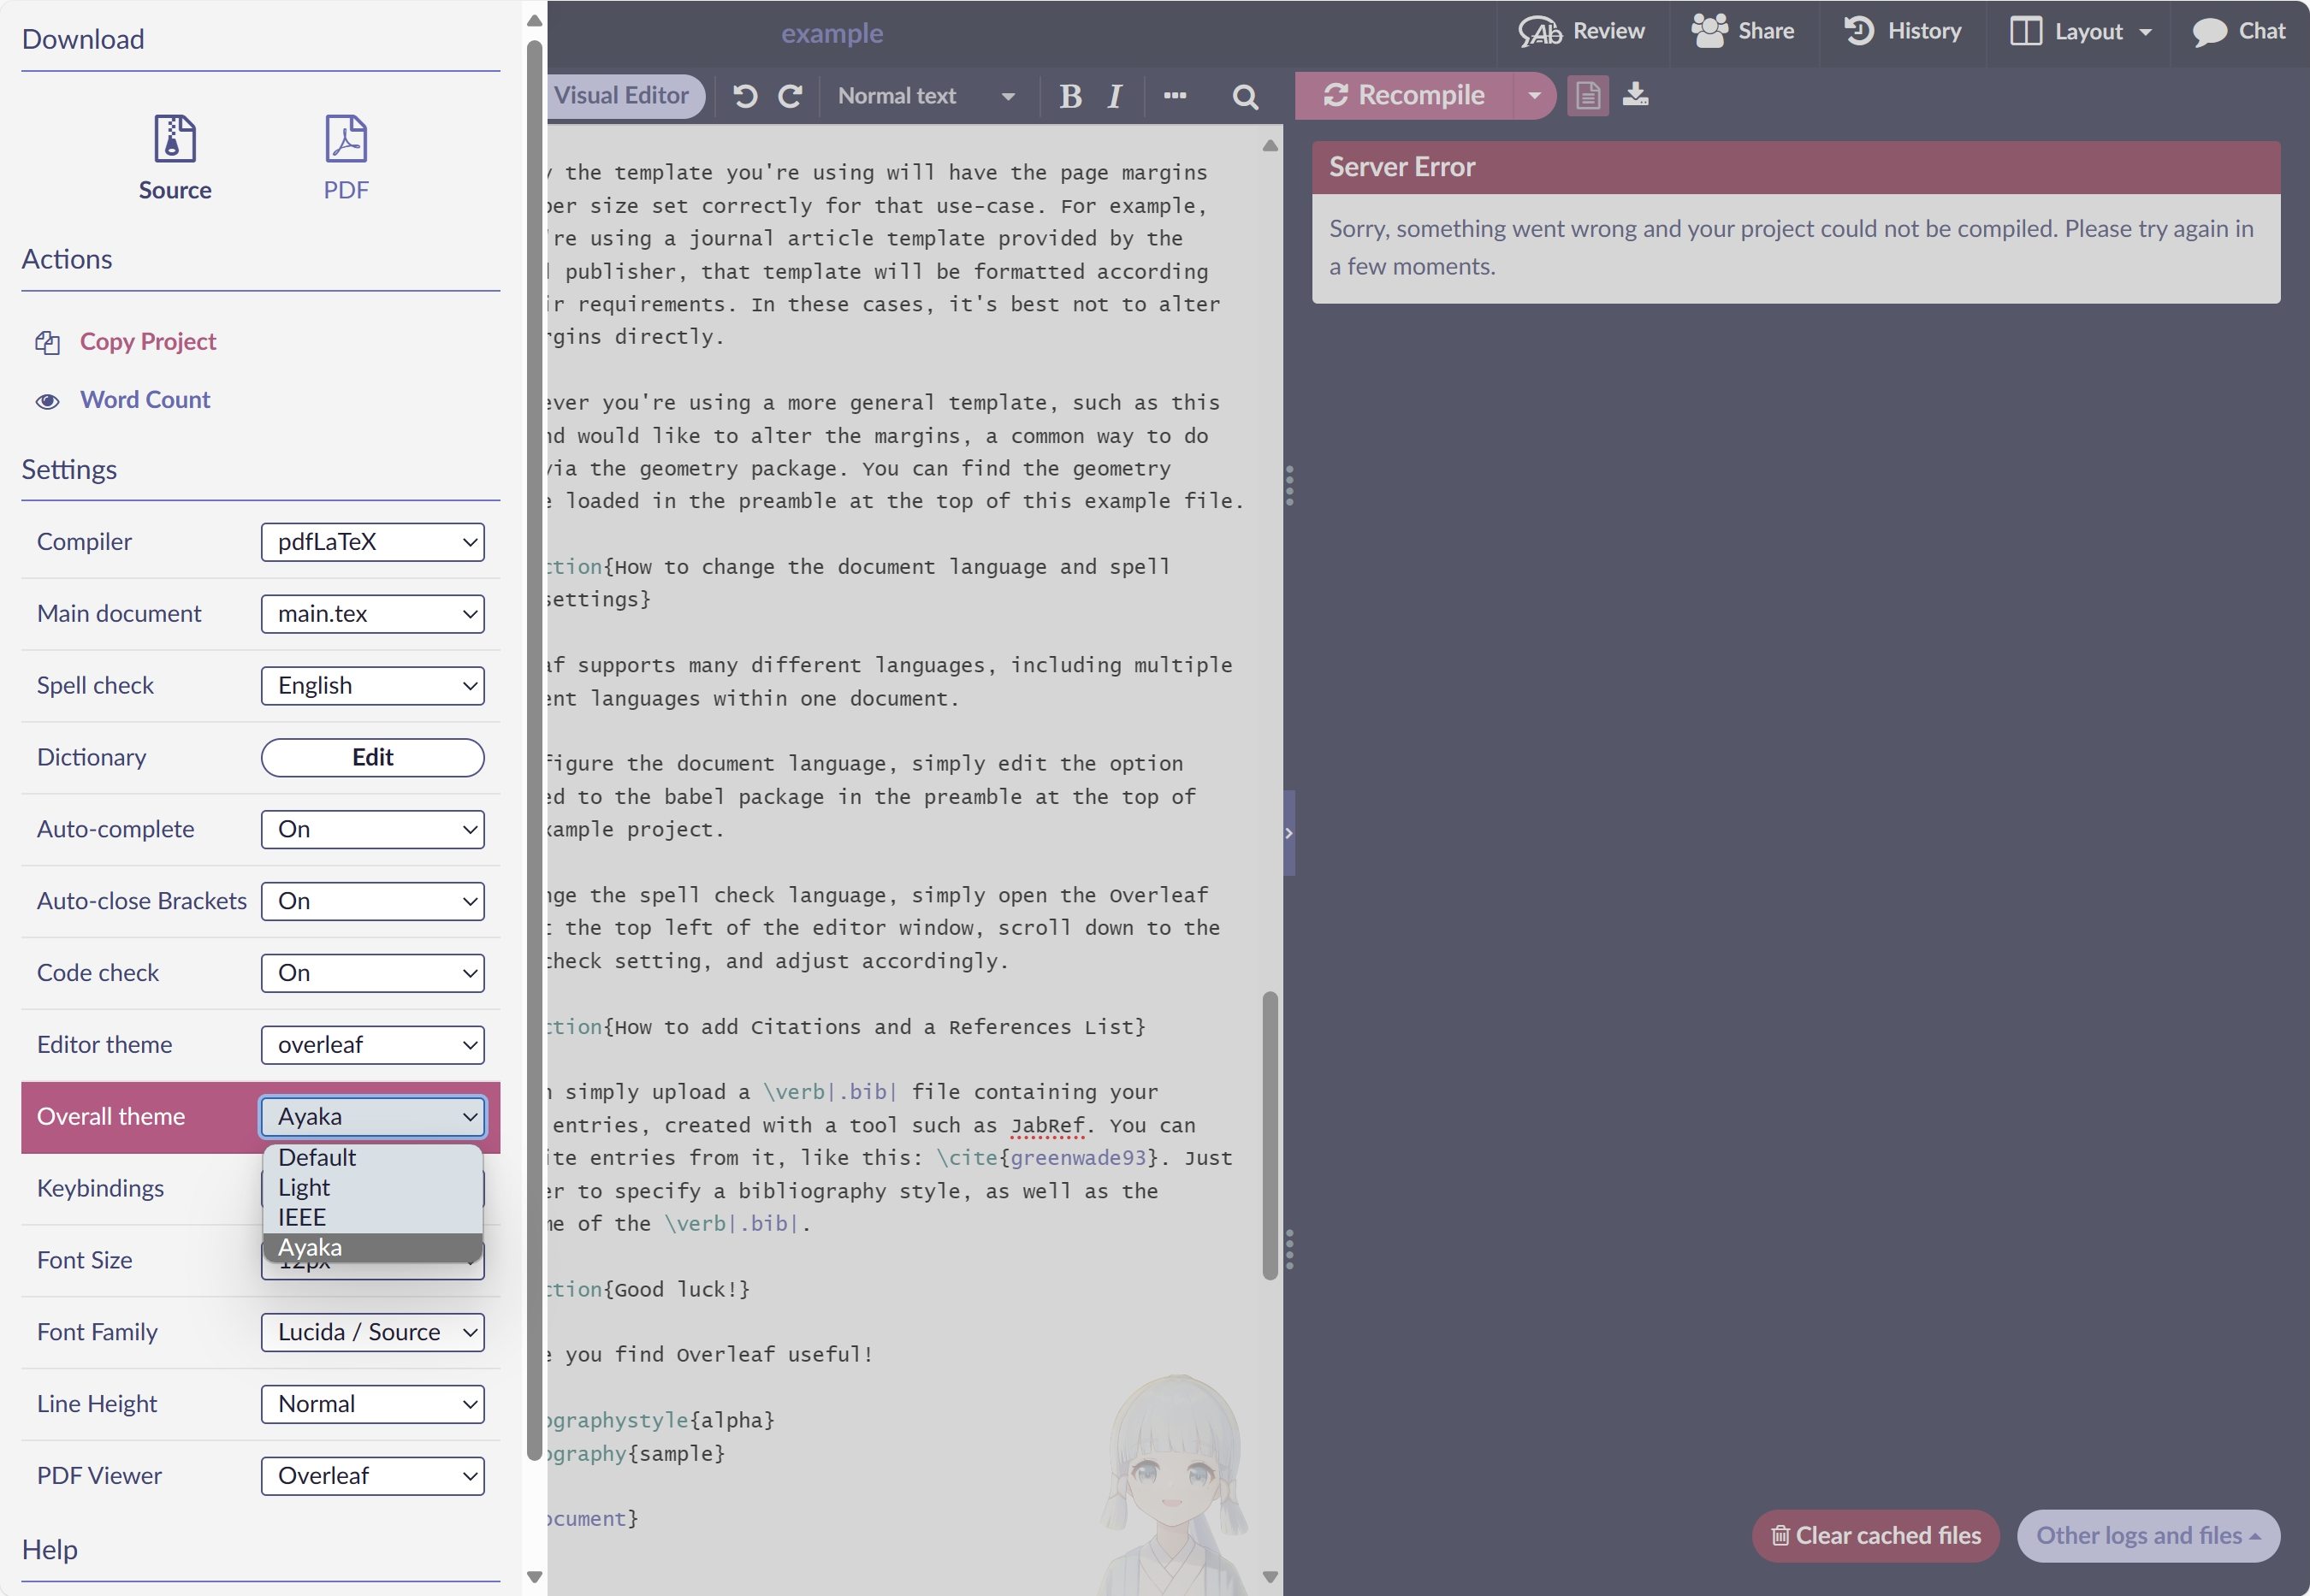 Download
Source
PDF
Actions
Copy Project
Word Count
Settings
Compiler
pdfLaTeX
Main document
main.tex
Spell check
English
Dictionary
Edit
Auto-complete
On
Auto-close Brackets
On
Code check
On
Editor theme
overleaf
Overall theme
Ayaka
Default
Light
IEEE
Ayaka
Keybindings
Font Size
12px
Font Family
Lucida / Source
Line Height
Normal
PDF Viewer
Overleaf
Help
example
Review
Share
History
Layout
Chat
Visual Editor
Normal text
B I
Recompile
the template you're using will have the page margins
size set correctly for that use-case. For example,
're using a journal article template provided by the
publisher, that template will be formatted according
requirements. In these cases, it's best not to alter
rgins directly.
ever you're using a more general template, such as this
would like to alter the margins, a common way to do
via the geometry package. You can find the geometry
loaded in the preamble at the top of this example file.
ction{How to change the document language and spell
settings}
supports many different languages, including multiple
ent languages within one document.
figure the document language, simply edit the option
ed to the babel package in the preamble at the top of
xample project.
nge the spell check language, simply open the Overleaf
the top left of the editor window, scroll down to the
check setting, and adjust accordingly.
ction{How to add Citations and a References List}
simply upload a \verb|.bib| file containing your
entries, created with a tool such as JabRef. You can
ite entries from it, like this: \cite{greenwade93}. Just
er to specify a bibliography style, as well as the
me of the \verb|.bib|.
ction{Good luck!}
you find Overleaf useful!
ographystyle{alpha}
ography{sample}
ocument}
Server Error
Sorry, something went wrong and your project could not be compiled. Please try again in
a few moments.
Clear cached files
Other logs and files